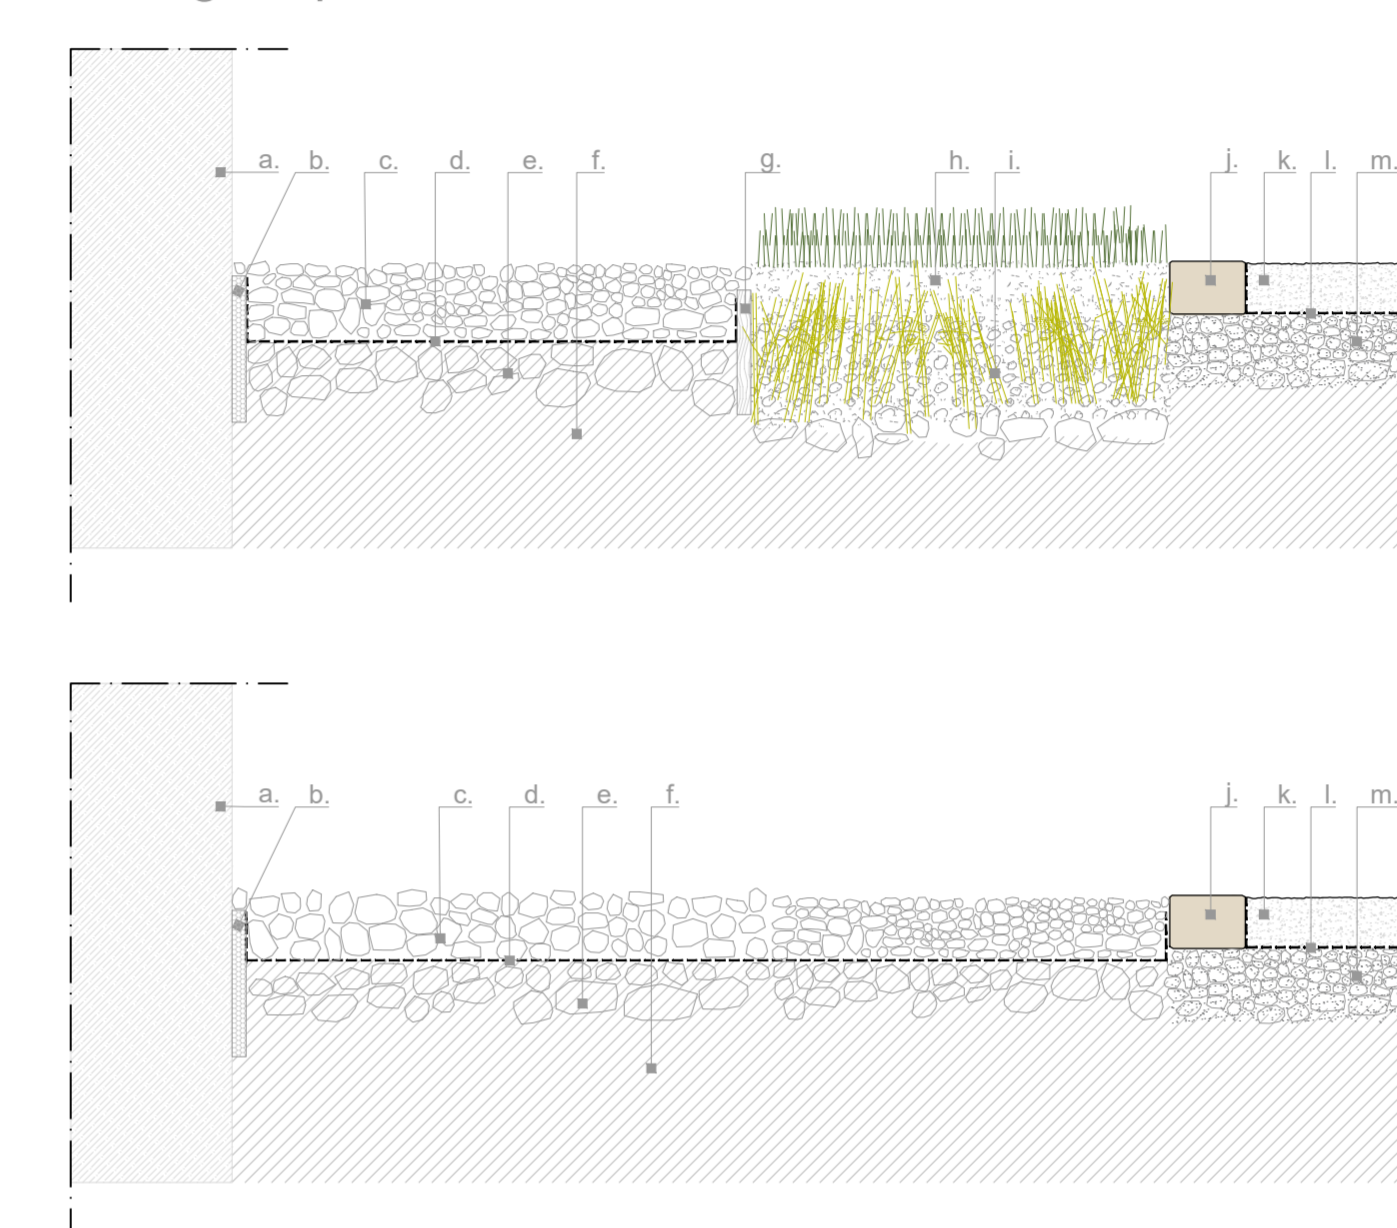 a. b. c. d. e. f. g. h. i. j. k. l. m.
a. b. c. d. e. f. j. k. l. m.